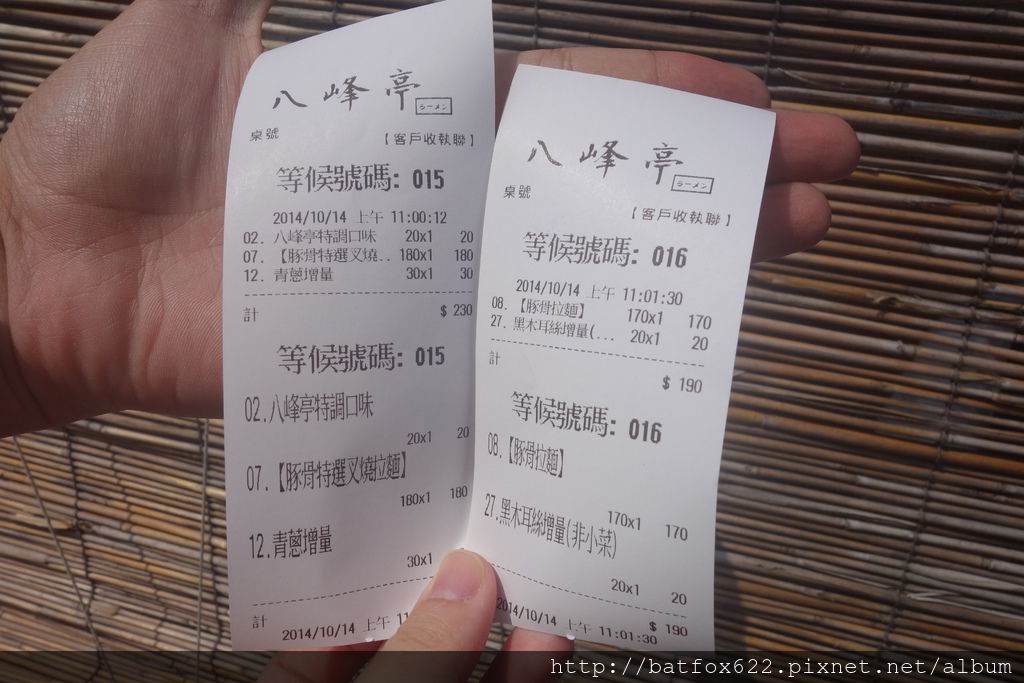 八峰亭
ラーメン
桌號 【客戶收執聯】
等候號碼: 015
2014/10/14 上午 11:00:12
02. 八峰亭特調口味 20x1 20
07. 【豚骨特選叉燒.. 180x1 180
12. 青蔥增量 30x1 30
計 $ 230
等候號碼: 015
02.八峰亭特調口味
20x1 20
07.【豚骨特選叉燒拉麵】
180x1 180
12.青蔥增量
30x1
計
2014/10/14 上午 11
八峰亭
ラーメン
桌號
【客戶收執聯】
等候號碼: 016
2014/10/14 上午 11:01:30
08. 【豚骨拉麵】 170x1 170
27. 黑木耳絲增量(... 20x1 20
計
$ 190
等候號碼: 016
08.【豚骨拉麵】
170x1 170
27.黑木耳絲增量(非小菜)
20x1 20
$ 190
2014/10/14 上午 11:01:30
http://batfox622.pixnet.net/album